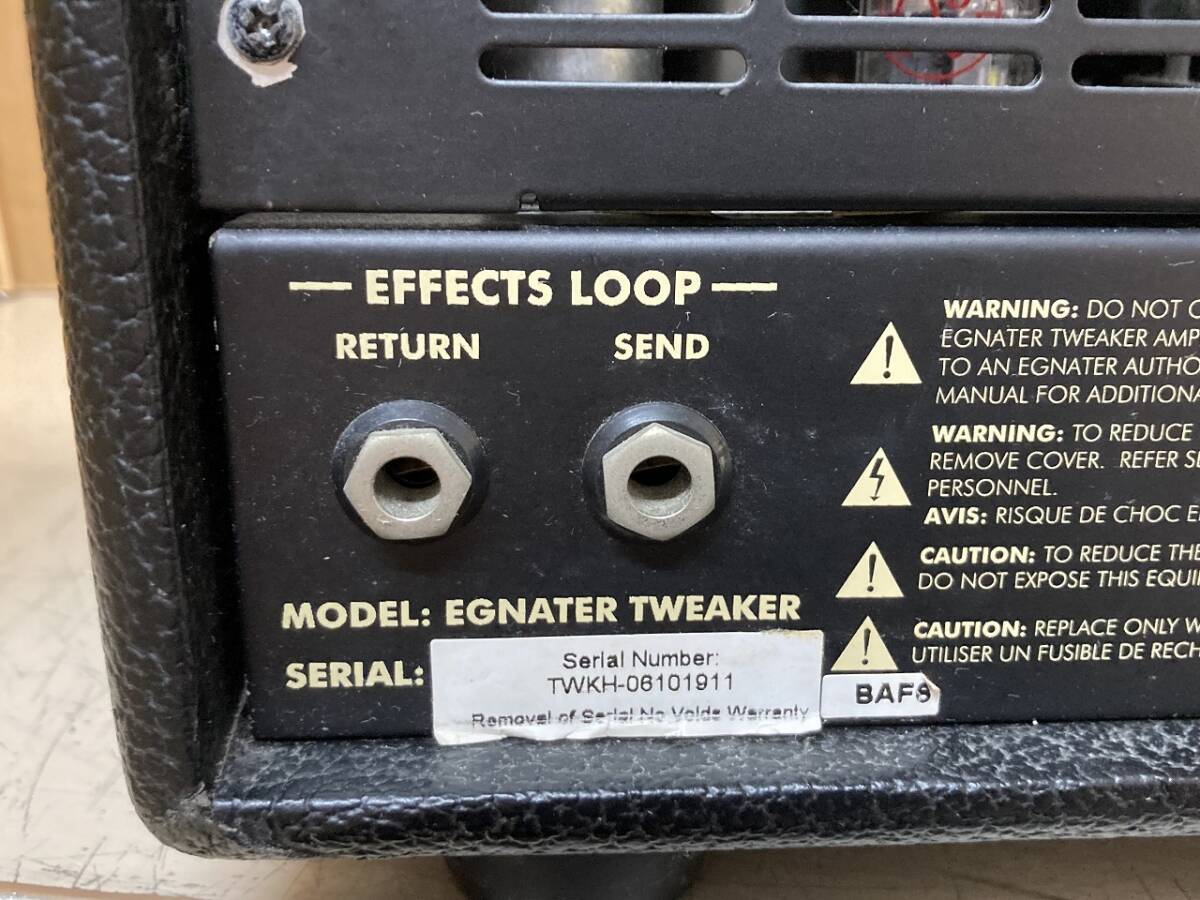 EFFECTS LOOP
RETURN SEND
MODEL: EGNATER TWEAKER
SERIAL:
Serial Number:
TWKH-06101911
Removal of Serial No Voids Warranty
BAF8
WARNING: DO NOT
EGNATER TWEAKER AMP
TO AN EGNATER AUTHO
MANUAL FOR ADDITIONA
WARNING: TO REDUCE
REMOVE COVER. REFER SE
PERSONNEL.
AVIS: RISQUE DE CHOC
CAUTION: TO REDUCE THE
DO NOT EXPOSE THIS EQUI
CAUTION: REPLACE ONLY W
UTILISER UN FUSIBLE DE RECH